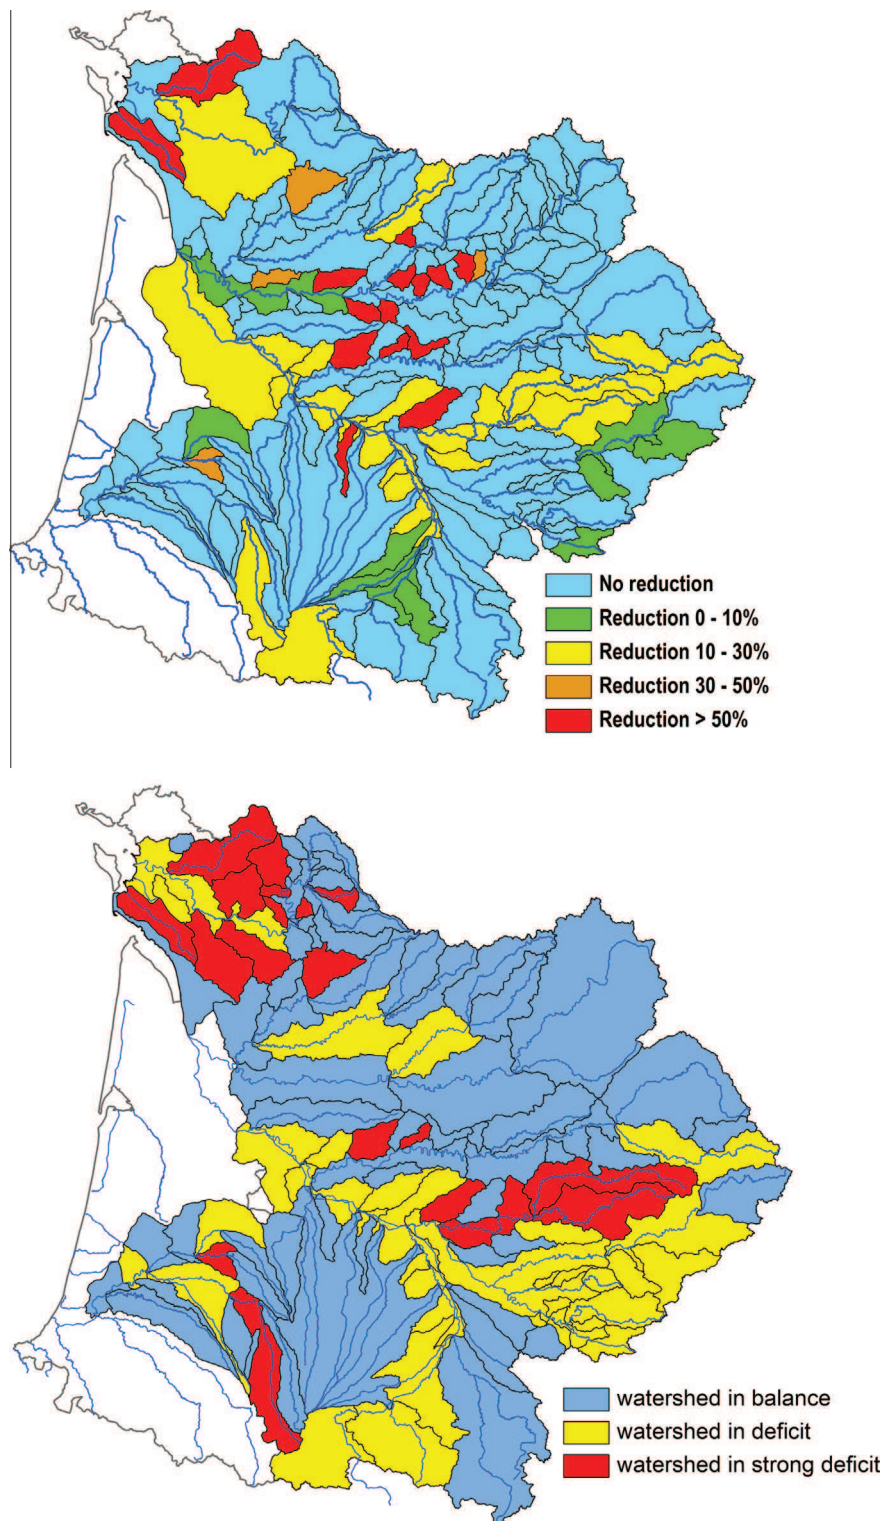 No reduction
Reduction 0 - 10%
Reduction 10 - 30%
Reduction 30 - 50%
Reduction > 50%
watershed in balance
watershed in deficit
watershed in strong deficit